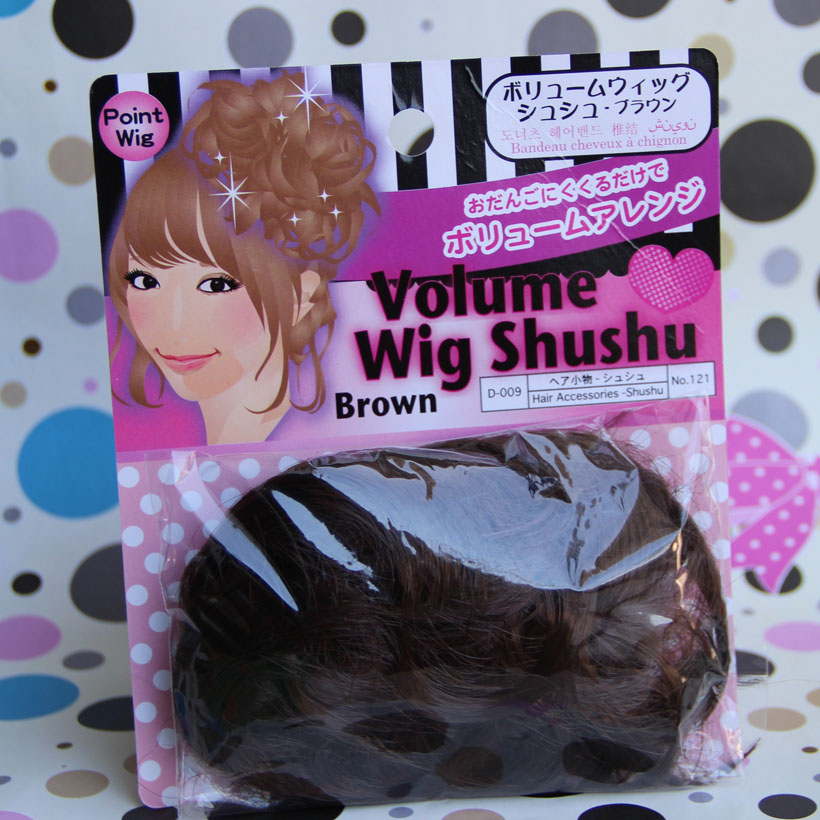 Point
Wig
ボリュームウィッグ
シュシュ-ブラウン
도너츠 헤어밴드 椎结 شنيون
Bandeau cheveux à chignon
おだんごにくくるだけで
ボリュームアレンジ
Volume
Wig Shushu
Brown
D-009
ヘア小物-シュシュ
Hair Accessories -Shushu
No.121